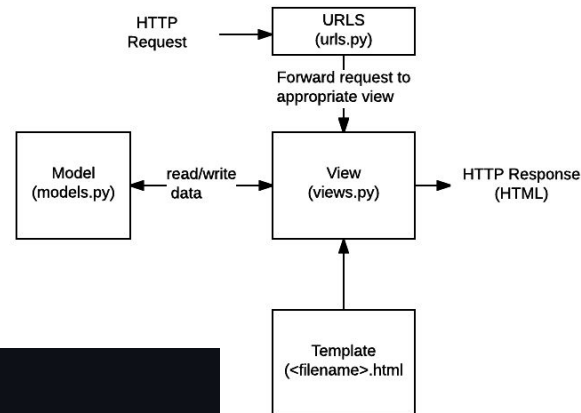 HTTP
Request
URLS
(urls.py)
Forward request to
appropriate view
Model
(models.py)
read/write
data
View
(views.py)
HTTP Response
(HTML)
Template
(<filename>.html